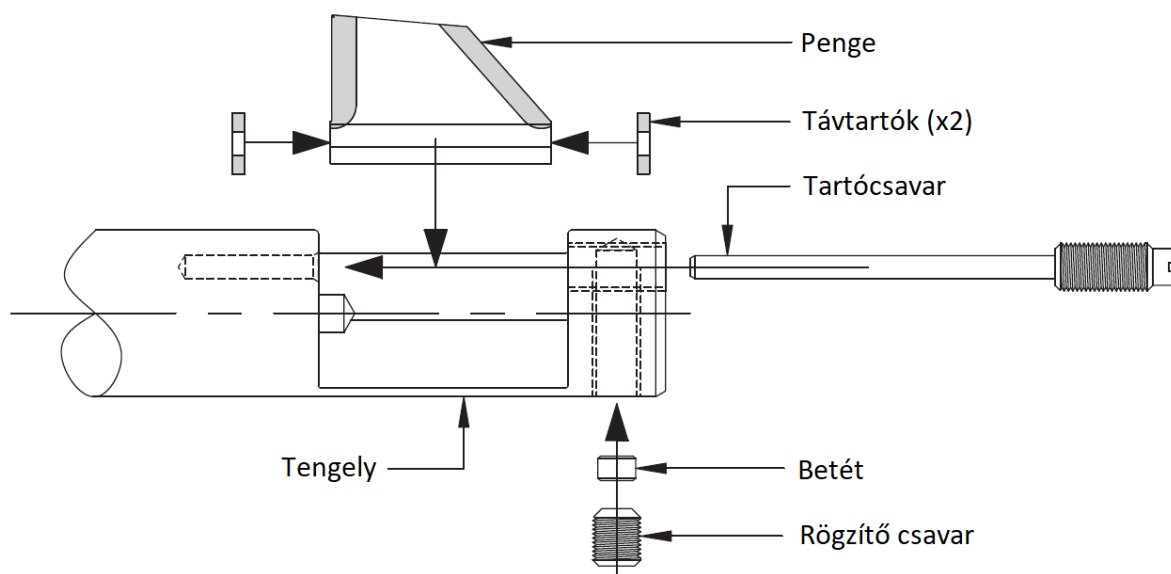 Penge
Távtartók (x2)
Tartócsavar
Tengely
Betét
Rögzítő csavar